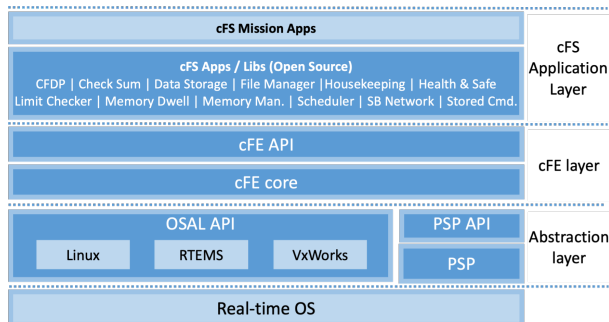 cFS Mission Apps
cFS Apps / Libs (Open Source)
CFDP | Check Sum | Data Storage | File Manager |Housekeeping | Health & Safe
Limit Checker | Memory Dwell | Memory Man. | Scheduler | SB Network | Stored Cmd.
cFS
Application
Layer
cFE API
cFE core
cFE layer
OSAL API
Linux
RTEMS
VxWorks
PSP API
PSP
Abstraction
layer
Real-time OS